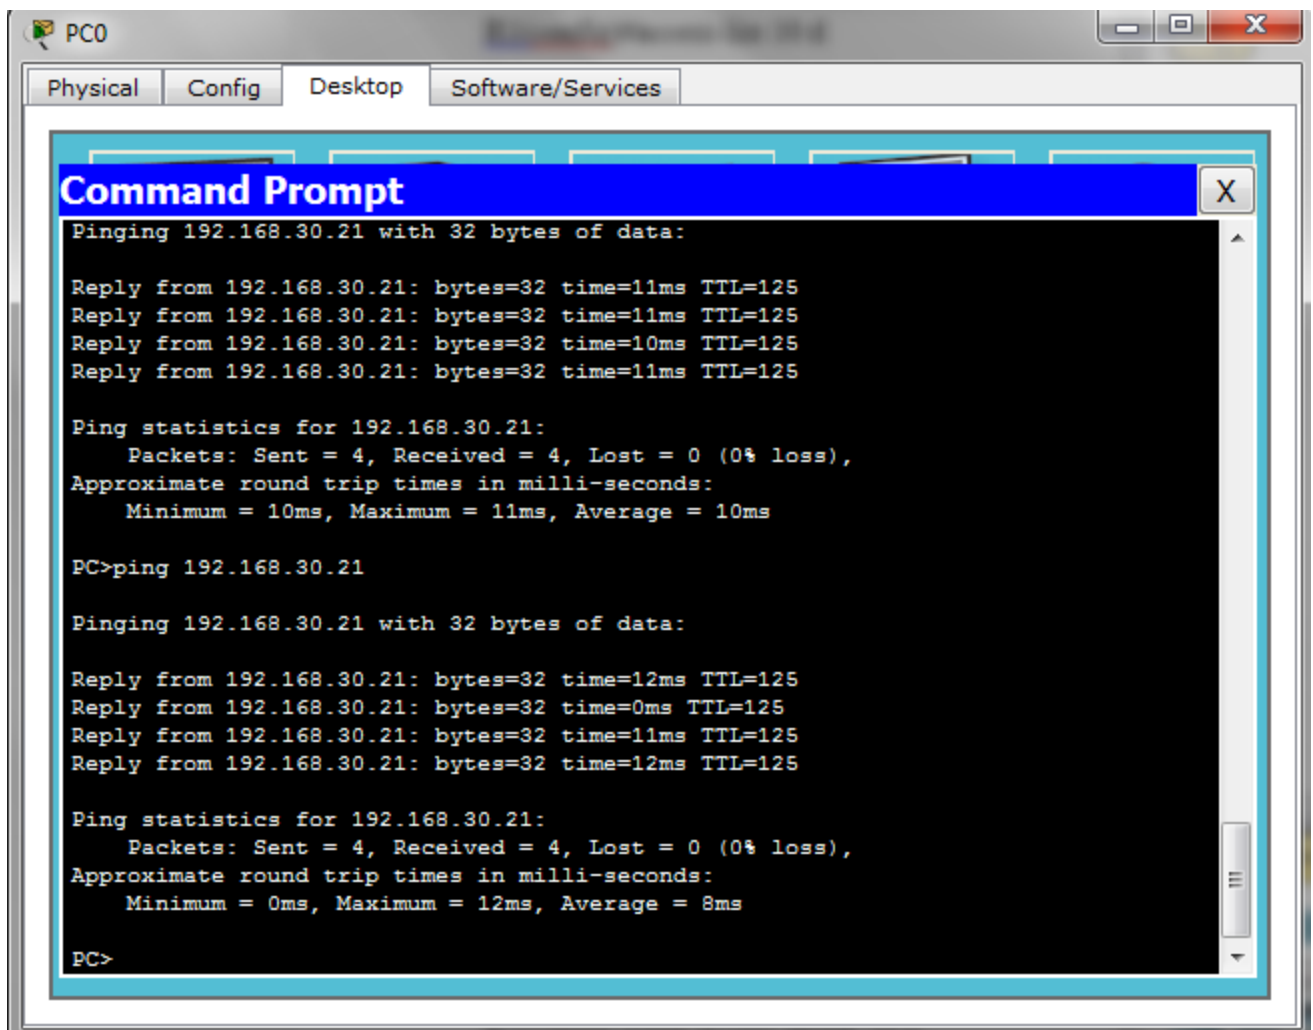 PC0
Physical Config Desktop Software/Services
Command Prompt
X
Pinging 192.168.30.21 with 32 bytes of data:
Reply from 192.168.30.21: bytes=32 time=11ms TTL=125
Reply from 192.168.30.21: bytes=32 time=11ms TTL=125
Reply from 192.168.30.21: bytes=32 time=10ms TTL=125
Reply from 192.168.30.21: bytes=32 time=11ms TTL=125
Ping statistics for 192.168.30.21:
Packets: Sent = 4, Received = 4, Lost = 0 (0% loss),
Approximate round trip times in milli-seconds:
Minimum = 10ms, Maximum = 11ms, Average = 10ms
PC>ping 192.168.30.21
Pinging 192.168.30.21 with 32 bytes of data:
Reply from 192.168.30.21: bytes=32 time=12ms TTL=125
Reply from 192.168.30.21: bytes=32 time=0ms TTL=125
Reply from 192.168.30.21: bytes=32 time=11ms TTL=125
Reply from 192.168.30.21: bytes=32 time=12ms TTL=125
Ping statistics for 192.168.30.21:
Packets: Sent = 4, Received = 4, Lost = 0 (0% loss),
Approximate round trip times in milli-seconds:
Minimum = 0ms, Maximum = 12ms, Average = 8ms
PC>